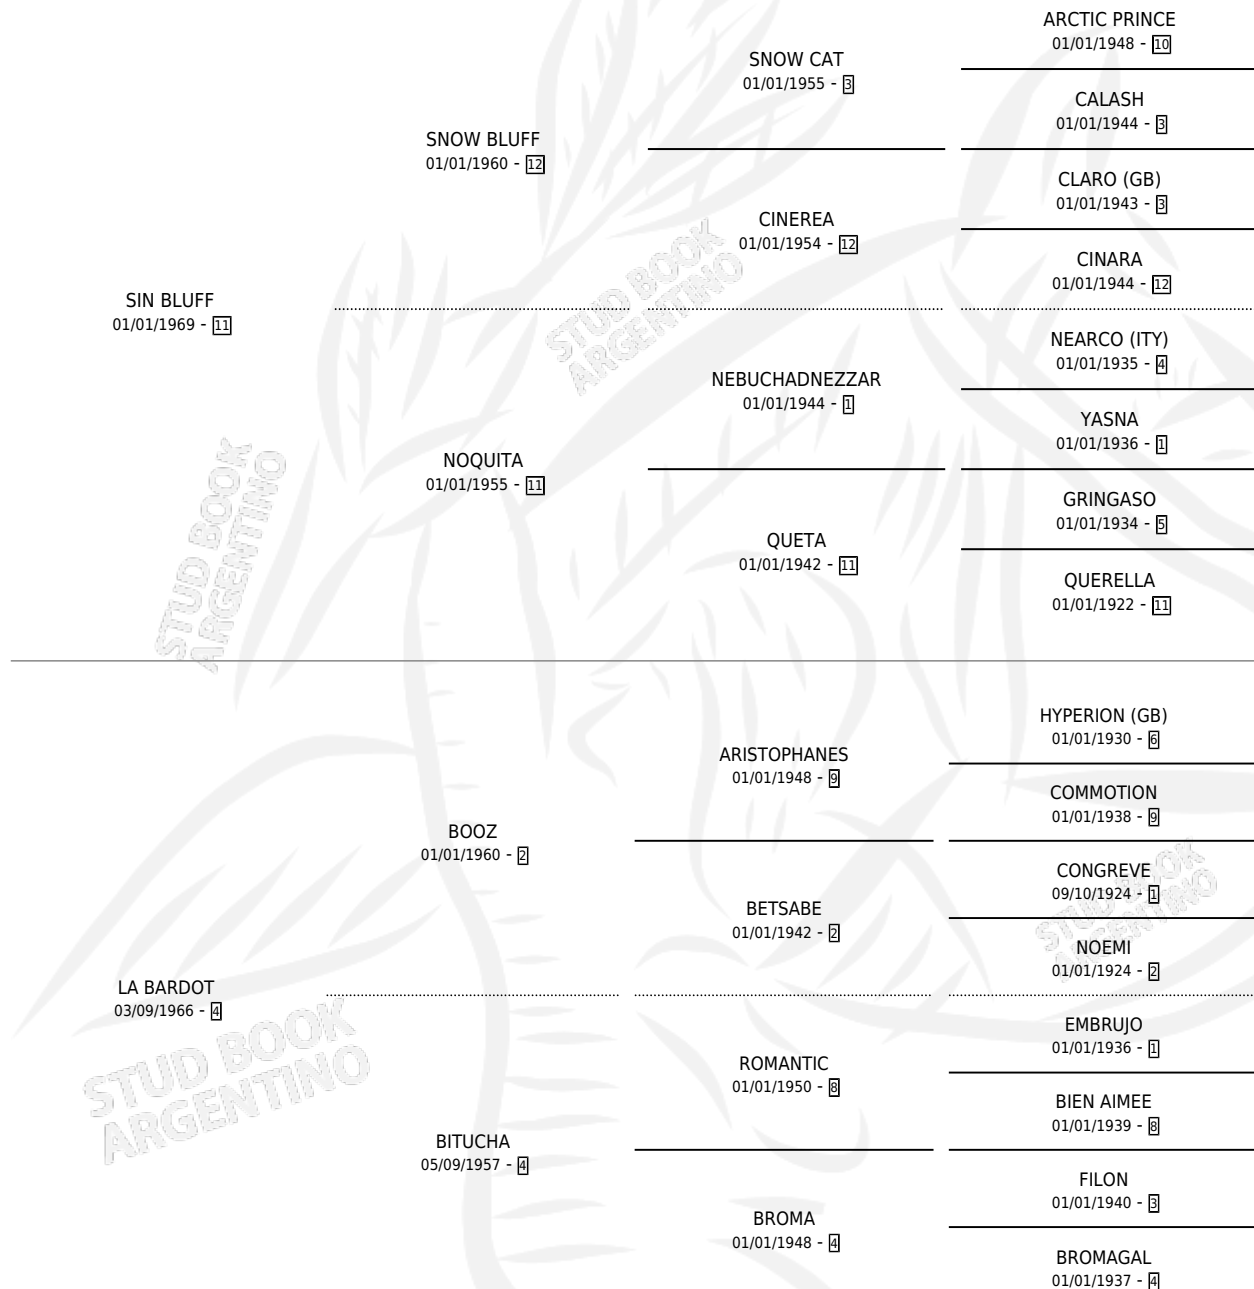 ARCTIC PRINCE
01/01/1948 - 10
SNOW CAT
01/01/1955 - 3
CALASH
01/01/1944 - 3
SNOW BLUFF
01/01/1960 - 12
CLARO (GB)
01/01/1943 - 3
CINEREA
01/01/1954 - 12
CINARA
01/01/1944 - 12
SIN BLUFF
01/01/1969 - 11
NEARCO (ITY)
01/01/1935 - 4
NEBUCHADNEZZAR
01/01/1944 - 1
YASNA
01/01/1936 - 1
NOQUITA
01/01/1955 - 11
GRINGASO
01/01/1934 - 5
QUETA
01/01/1942 - 11
QUERELLA
01/01/1922 - 11
HYPERION (GB)
01/01/1930 - 6
ARISTOPHANES
01/01/1948 - 9
COMMOTION
01/01/1938 - 9
BOOZ
01/01/1960 - 2
CONGREVE
09/10/1924 - 1
BETSABE
01/01/1942 - 2
NOEMI
01/01/1924 - 2
LA BARDOT
03/09/1966 - 4
EMBRUJO
01/01/1936 - 1
ROMANTIC
01/01/1950 - 8
BIEN AIMEE
01/01/1939 - 8
BITUCHA
05/09/1957 - 4
FILON
01/01/1940 - 3
BROMA
01/01/1948 - 4
BROMAGAL
01/01/1937 - 4
STUD BOOK
ARGENTINO
STUD BOOK
ARGENTINO
STUD BOOK
ARGENTINO
STUD BOOK
ARGENTINO